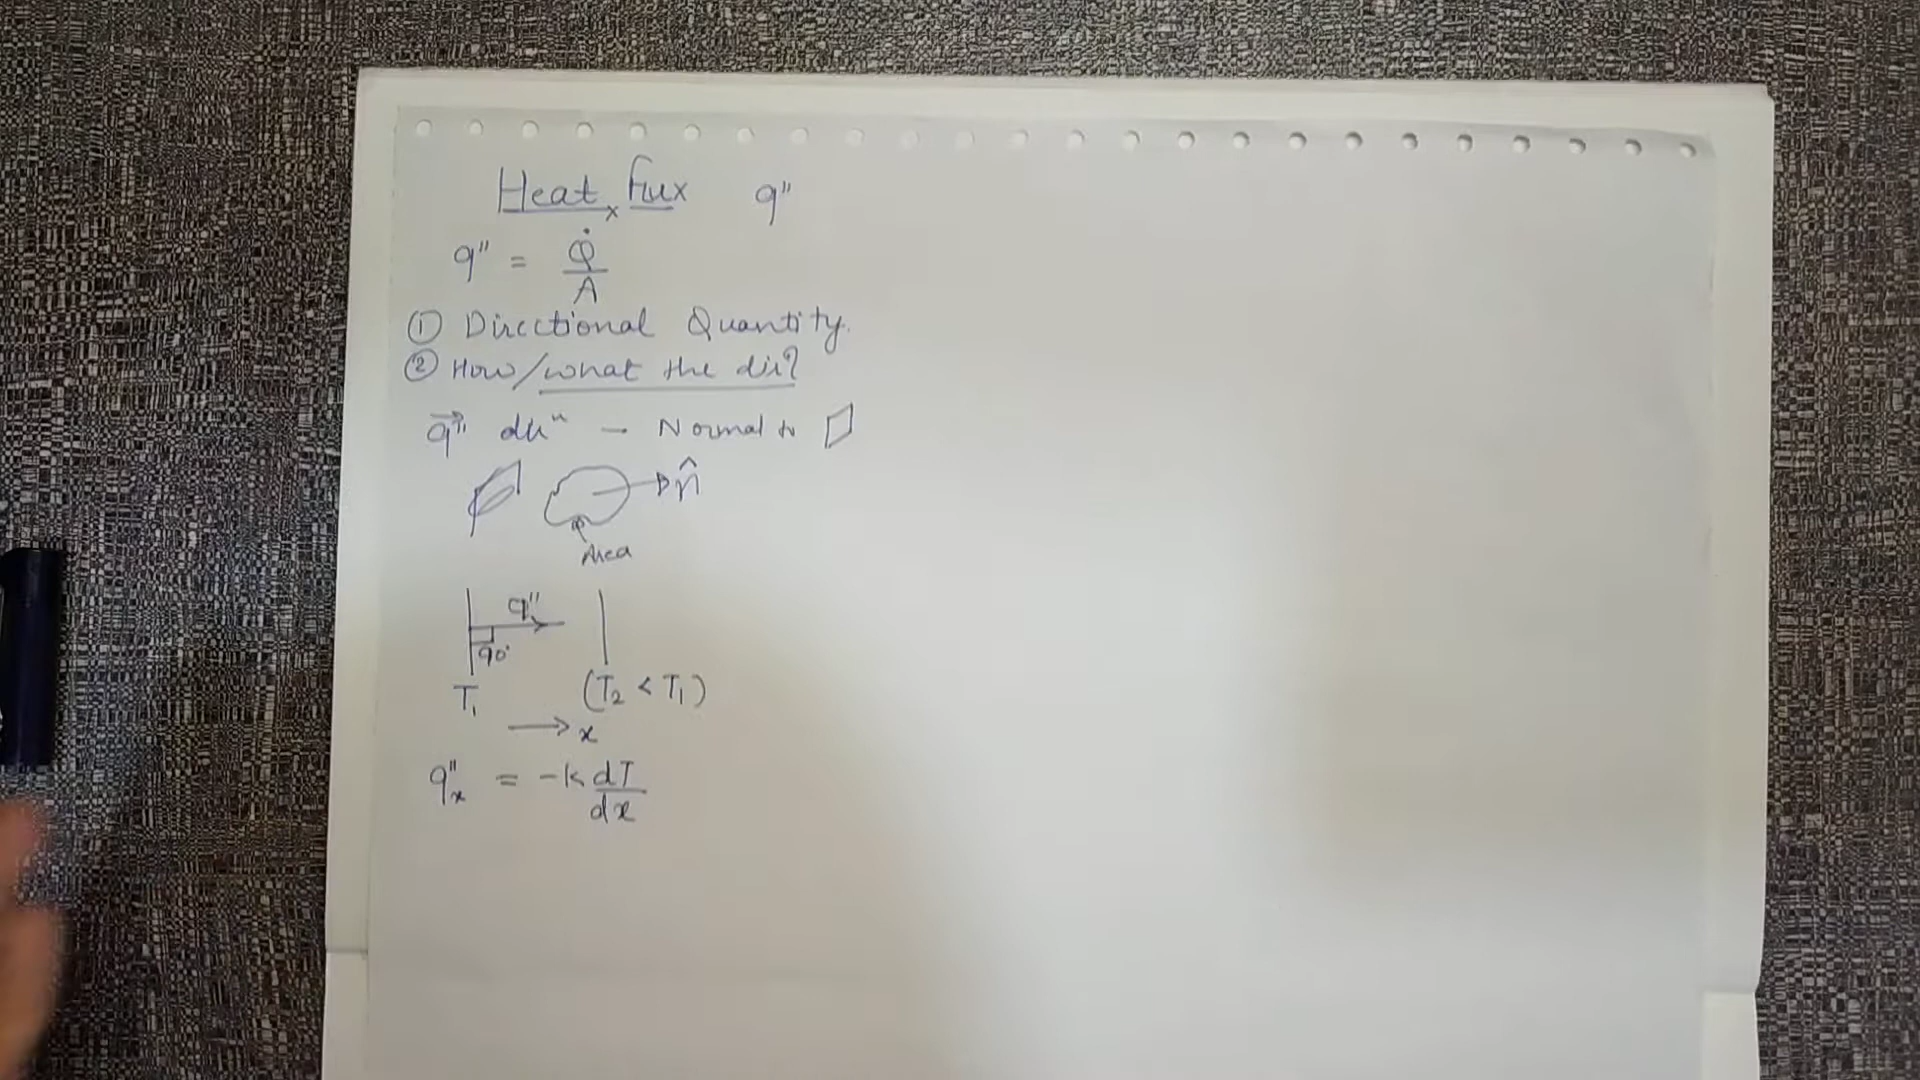 Heat Flux q"
q" = Q̇
A
① Directional Quantity.
② How/what the dir?
q⃗" dirⁿ - Normal to
n̂
Area
q"
90°
T₁ (T₂ < T₁)
x
q"ₓ = -k dT
dx